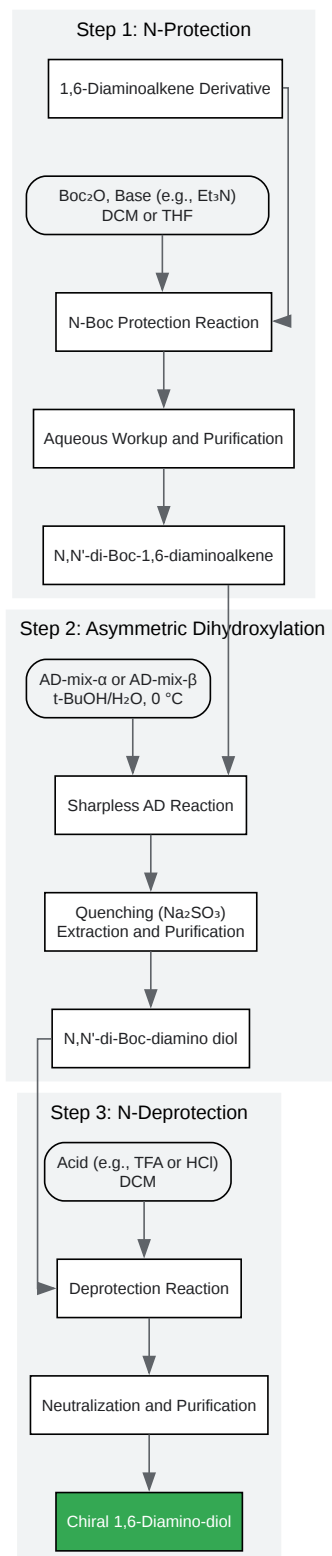 Step 1: N-Protection
1,6-Diaminoalkene Derivative
Boc₂O, Base (e.g., Et₃N)
DCM or THF
N-Boc Protection Reaction
Aqueous Workup and Purification
N,N'-di-Boc-1,6-diaminoalkene
Step 2: Asymmetric Dihydroxylation
AD-mix-α or AD-mix-β
t-BuOH/H₂O, 0 °C
Sharpless AD Reaction
Quenching (Na₂SO₃)
Extraction and Purification
N,N'-di-Boc-diamino diol
Step 3: N-Deprotection
Acid (e.g., TFA or HCl)
DCM
Deprotection Reaction
Neutralization and Purification
Chiral 1,6-Diamino-diol